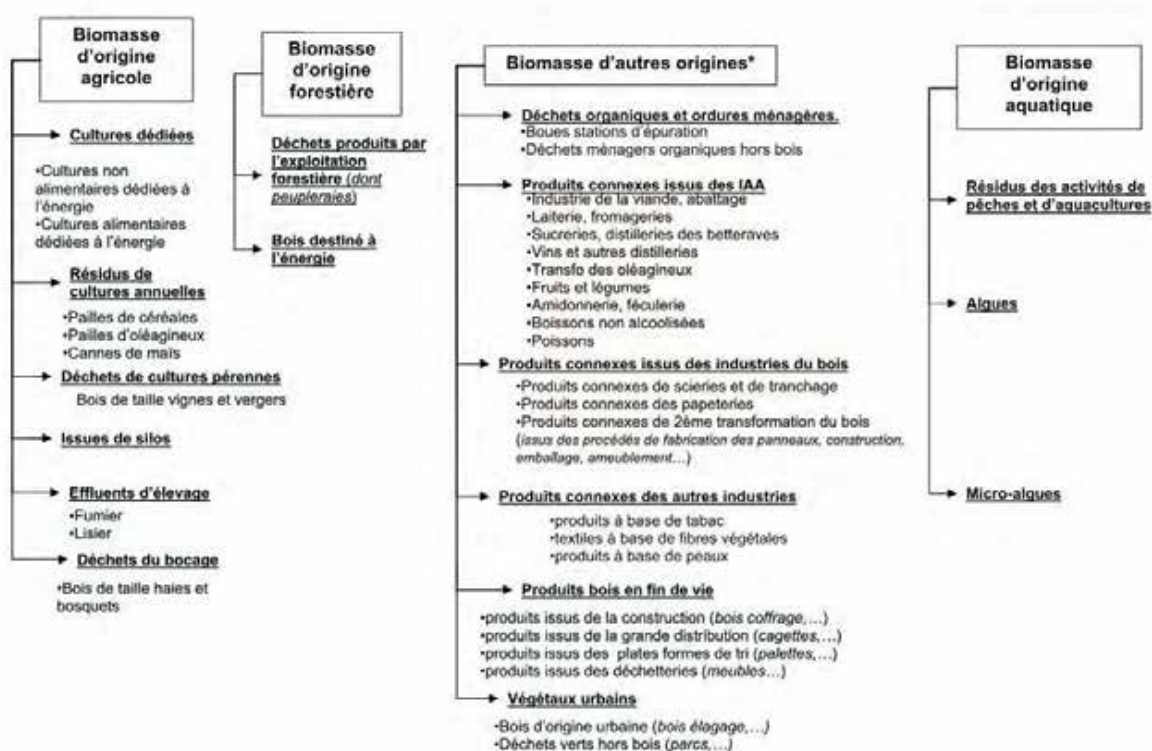 Biomasse
d'origine
agricole
Cultures dédiées
•Cultures non
alimentaires dédiées à
l'énergie
•Cultures alimentaires
dédiées à l'énergie
Résidus de
cultures annuelles
•Pailles de céréales
•Pailles d'oléagineux
•Cannes de maïs
Déchets de cultures pérennes
Bois de taille vignes et vergers
Issues de silos
Effluents d'élevage
•Fumier
•Lisier
Déchets du bocage
•Bois de taille haies et
bosquets
Biomasse
d'origine
forestière
Déchets produits par
l'exploitation
forestière (dont
peupleraies)
Bois destiné à
l'énergie
Biomasse d'autres origines*
Déchets organiques et ordures ménagères.
•Boues stations d'épuration
•Déchets ménagers organiques hors bois
Produits connexes issus des IAA
•Industrie de la viande, abattage
•Laiterie, fromageries
•Sucreries, distilleries des betteraves
•Vins et autres distilleries
•Transfo des oléagineux
•Fruits et légumes
•Amidonnerie, féculerie
•Boissons non alcoolisées
•Poissons
Produits connexes issus des industries du bois
•Produits connexes de scieries et de tranchage
•Produits connexes des papeteries
•Produits connexes de 2ème transformation du bois
(issus des procédés de fabrication des panneaux, construction,
emballage, ameublement…)
Produits connexes des autres industries
•produits à base de tabac
•textiles à base de fibres végétales
•produits à base de peaux
Produits bois en fin de vie
•produits issus de la construction (bois coffrage,…)
•produits issus de la grande distribution (cagettes,…)
•produits issus des plates formes de tri (palettes,…)
•produits issus des déchetteries (meubles…)
Végétaux urbains
•Bois d'origine urbaine (bois élagage,…)
•Déchets verts hors bois (parcs,…)
Biomasse
d'origine
aquatique
Résidus des activités de
pêches et d'aquacultures
Algues
Micro-algues